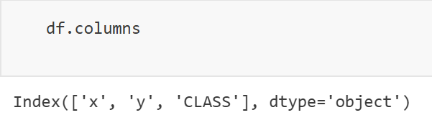 df.columns
Index(['x', 'y', 'CLASS'], dtype='object')